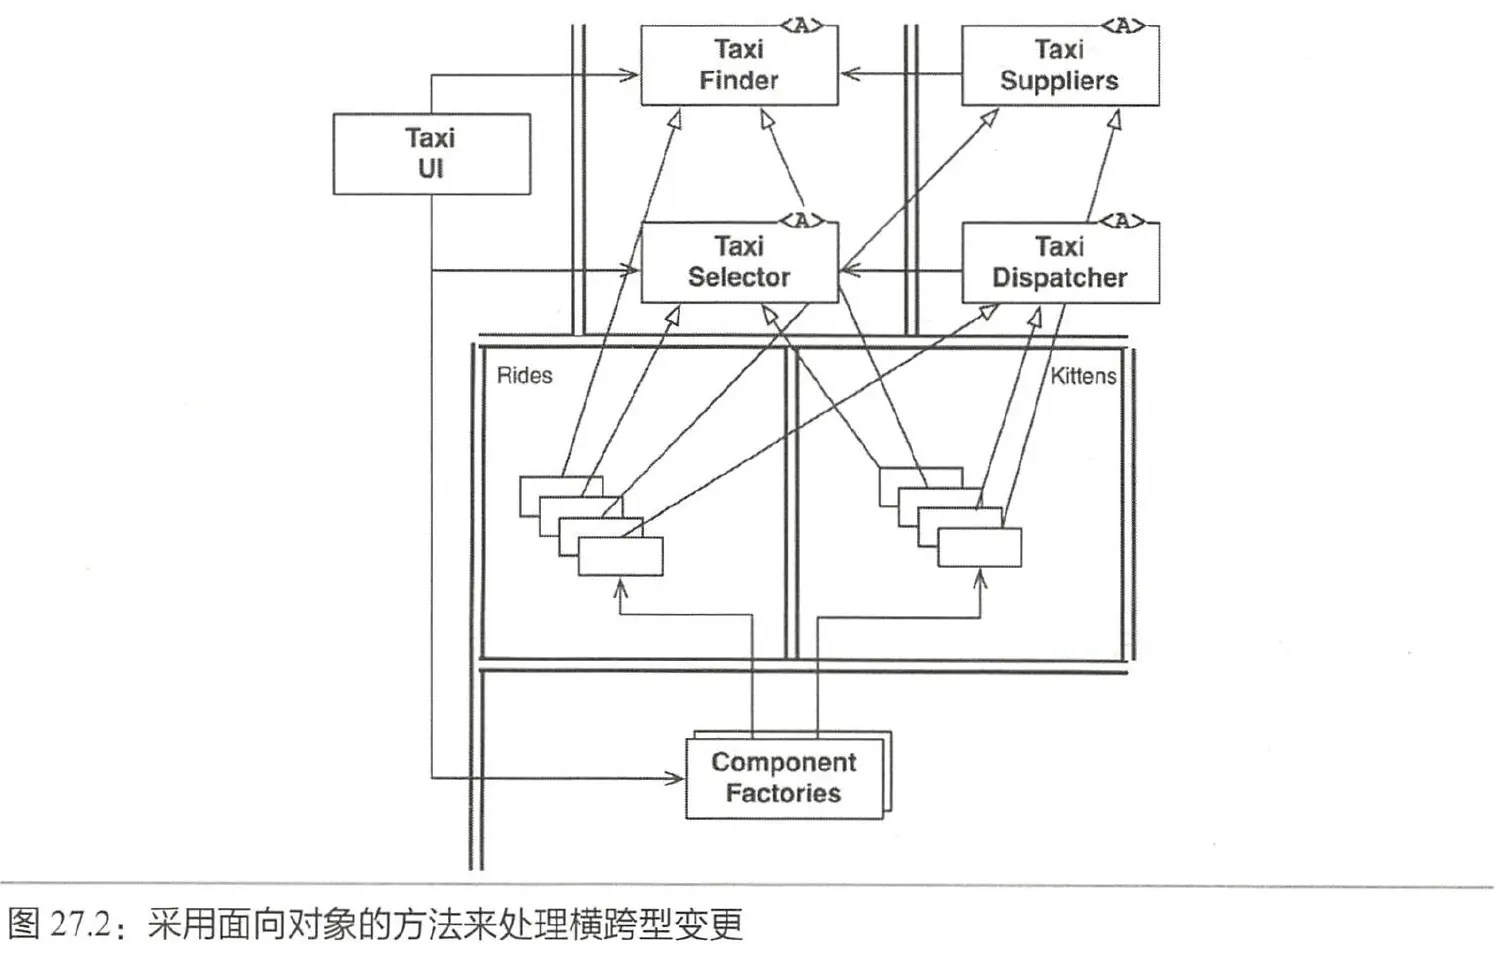 <A>
Taxi
Finder
<A>
Taxi
Suppliers
Taxi
UI
<A>
Taxi
Selector
<A>
Taxi
Dispatcher
Rides
Kittens
Component
Factories
图 27.2：采用面向对象的方法来处理横跨型变更